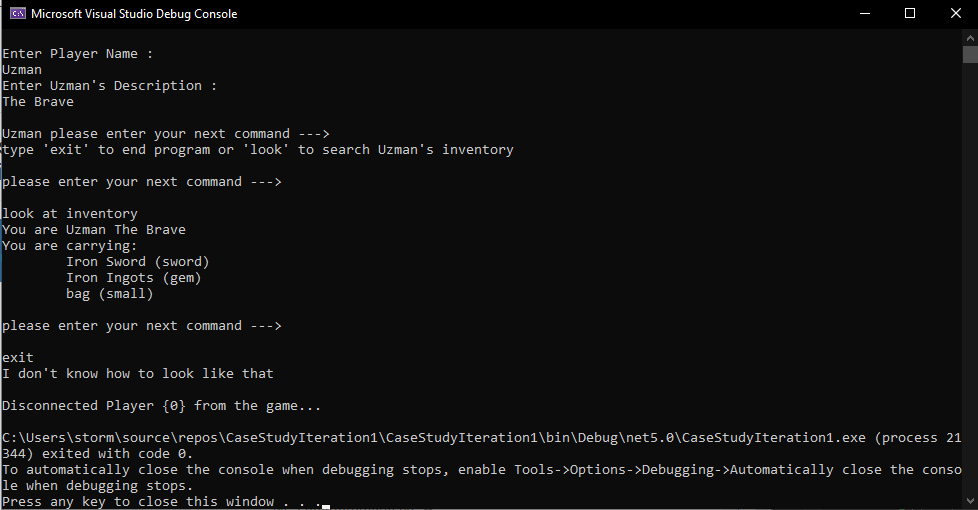 Microsoft Visual Studio Debug Console
Enter Player Name :
Uzman
Enter Uzman's Description :
The Brave
Uzman please enter your next command --->
type 'exit' to end program or 'look' to search Uzman's inventory
please enter your next command --->
look at inventory
You are Uzman The Brave
You are carrying:
Iron Sword (sword)
Iron Ingots (gem)
bag (small)
please enter your next command --->
exit
I don't know how to look like that
Disconnected Player {0} from the game...
C:\Users\storm\source\repos\CaseStudyIteration1\CaseStudyIteration1\bin\Debug\net5.0\CaseStudyIteration1.exe (process 21
344) exited with code 0.
To automatically close the console when debugging stops, enable Tools->Options->Debugging->Automatically close the conso
le when debugging stops.
Press any key to close this window . . .